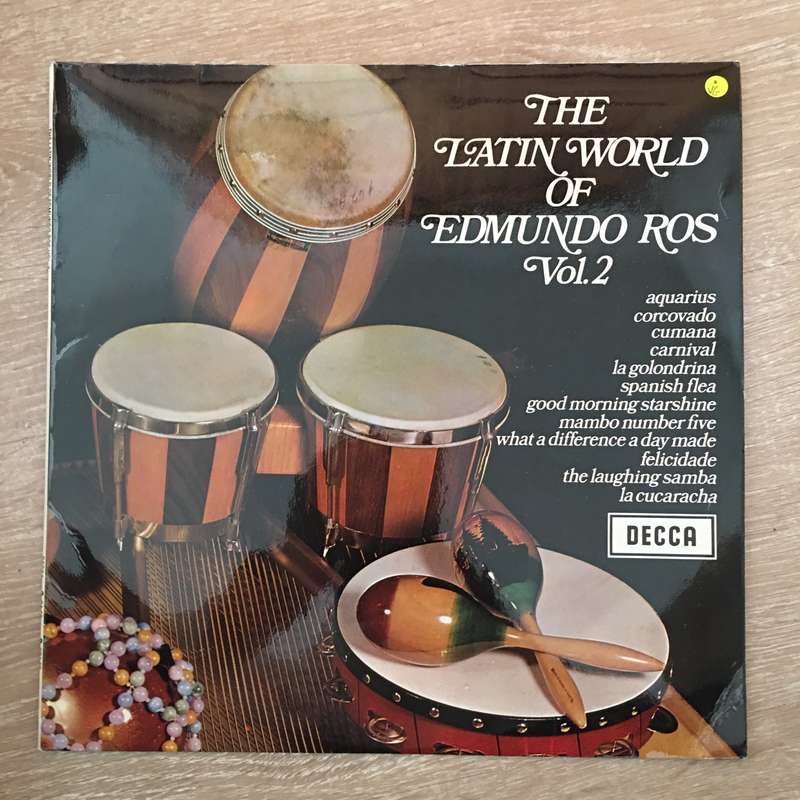 THE
LATIN WORLD
OF
EDMUNDO ROS
Vol.2
aquarius
corcovado
cumana
carnival
la golondrina
spanish flea
good morning starshine
mambo number five
what a difference a day made
felicidade
the laughing samba
la cucaracha
DECCA